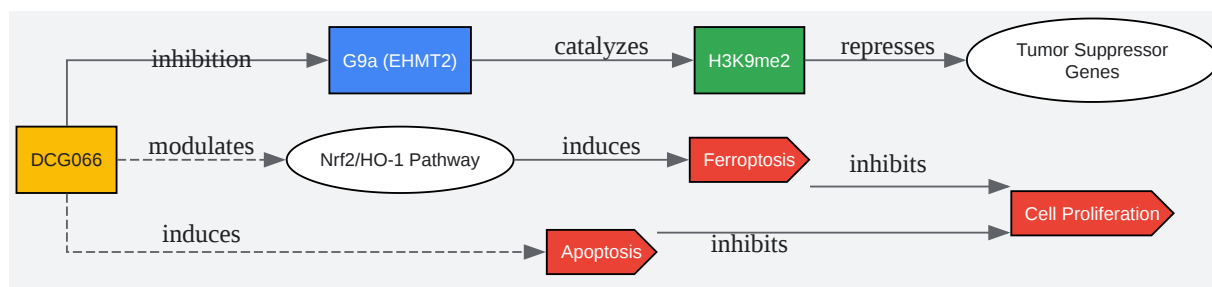 inhibition
G9a (EHMT2)
catalyzes
H3K9me2
represses
Tumor Suppressor
Genes
DCG066
modulates
Nrf2/HO-1 Pathway
induces
Ferroptosis
inhibits
Cell Proliferation
induces
Apoptosis
inhibits